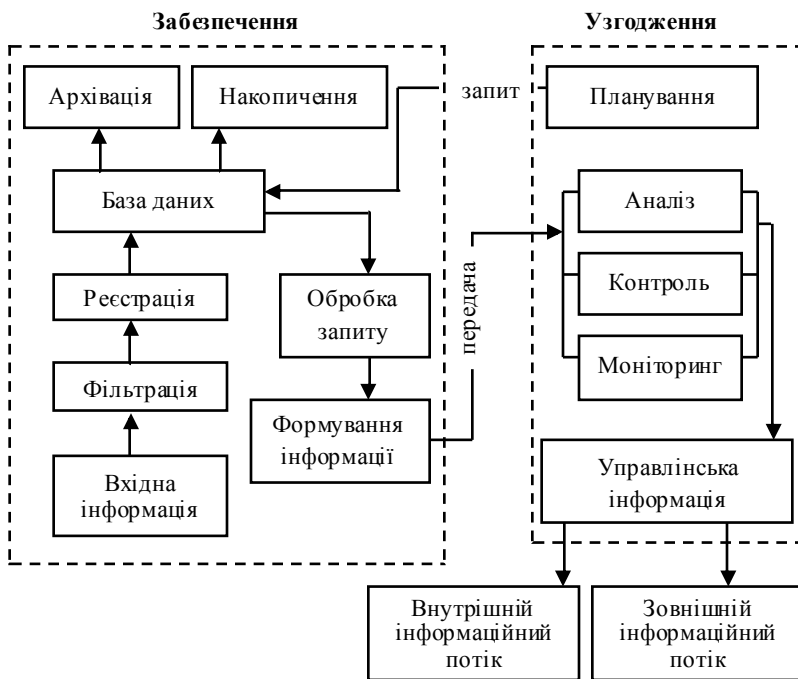 Забезпечення
Узгодження
Архівація
Накопичення
запит
Планування
База даних
Аналіз
Реєстрація
Обробка
запиту
передача
Контроль
Фільтрація
Моніторинг
Формування
інформації
Вхідна
інформація
Управлінська
інформація
Внутрішній
інформаційний
потік
Зовнішній
інформаційний
потік